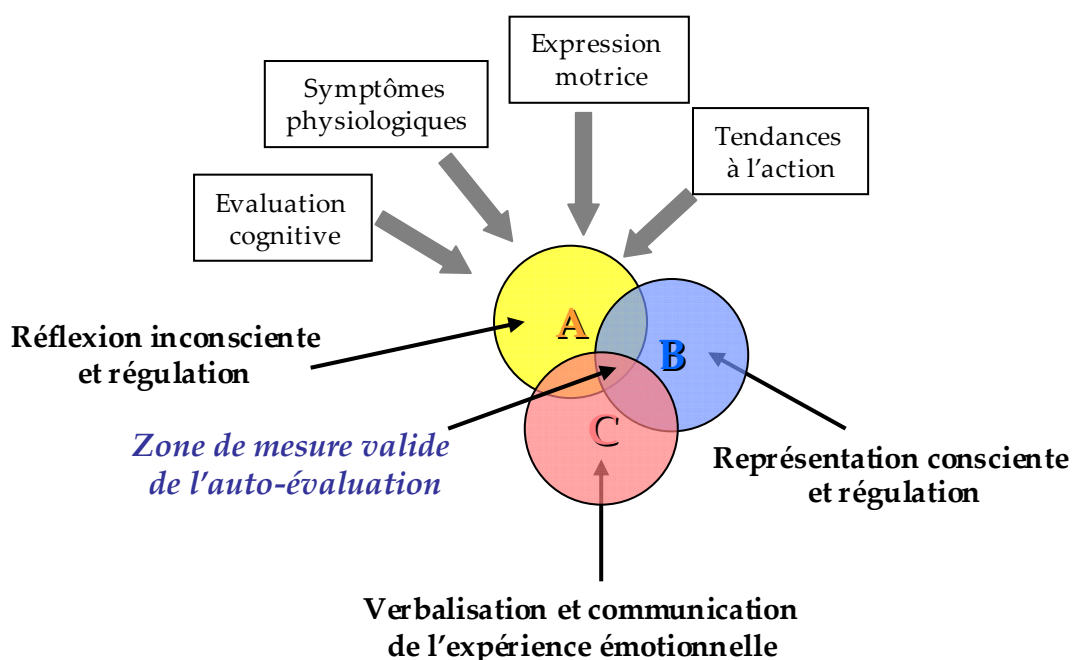 Expression
motrice
Symptômes
physiologiques
Tendances
à l'action
Evaluation
cognitive
A
B
C
Réflexion inconsciente
et régulation
Zone de mesure valide
de l'auto-évaluation
Représentation consciente
et régulation
Verbalisation et communication
de l'expérience émotionnelle